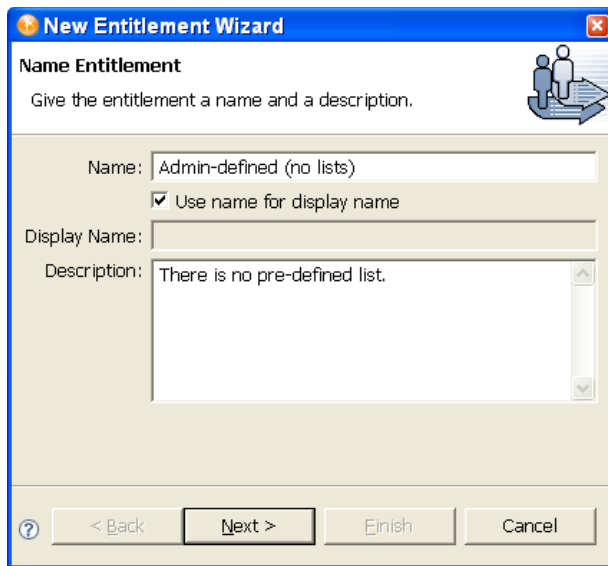 New Entitlement Wizard
Name Entitlement
Give the entitlement a name and a description.
Name: Admin-defined (no lists)
Use name for display name
Display Name:
Description: There is no pre-defined list.
? < Back Next > Finish Cancel